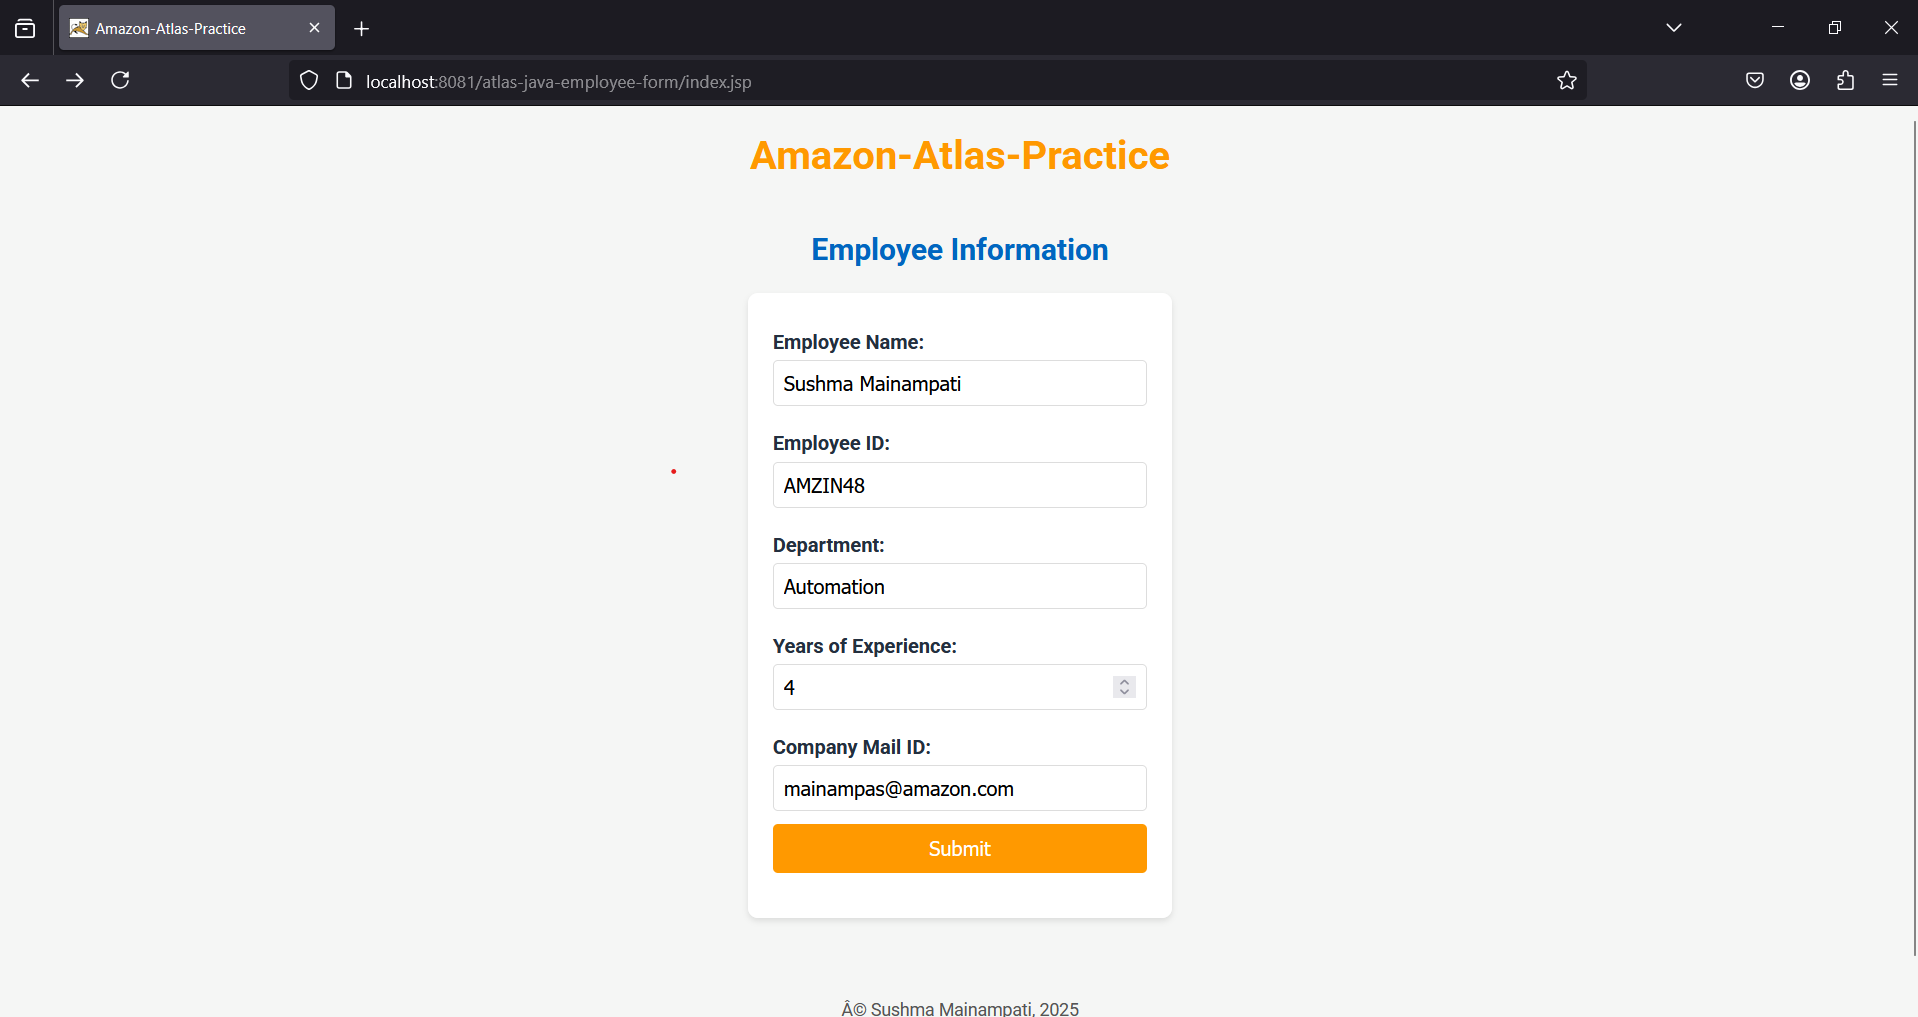 Amazon-Atlas-Practice
localhost:8081/atlas-java-employee-form/index.jsp
Amazon-Atlas-Practice
Employee Information
Employee Name:
Sushma Mainampati
Employee ID:
AMZIN48
Department:
Automation
Years of Experience:
4
Company Mail ID:
mainampas@amazon.com
Submit
Â© Sushma Mainampati, 2025